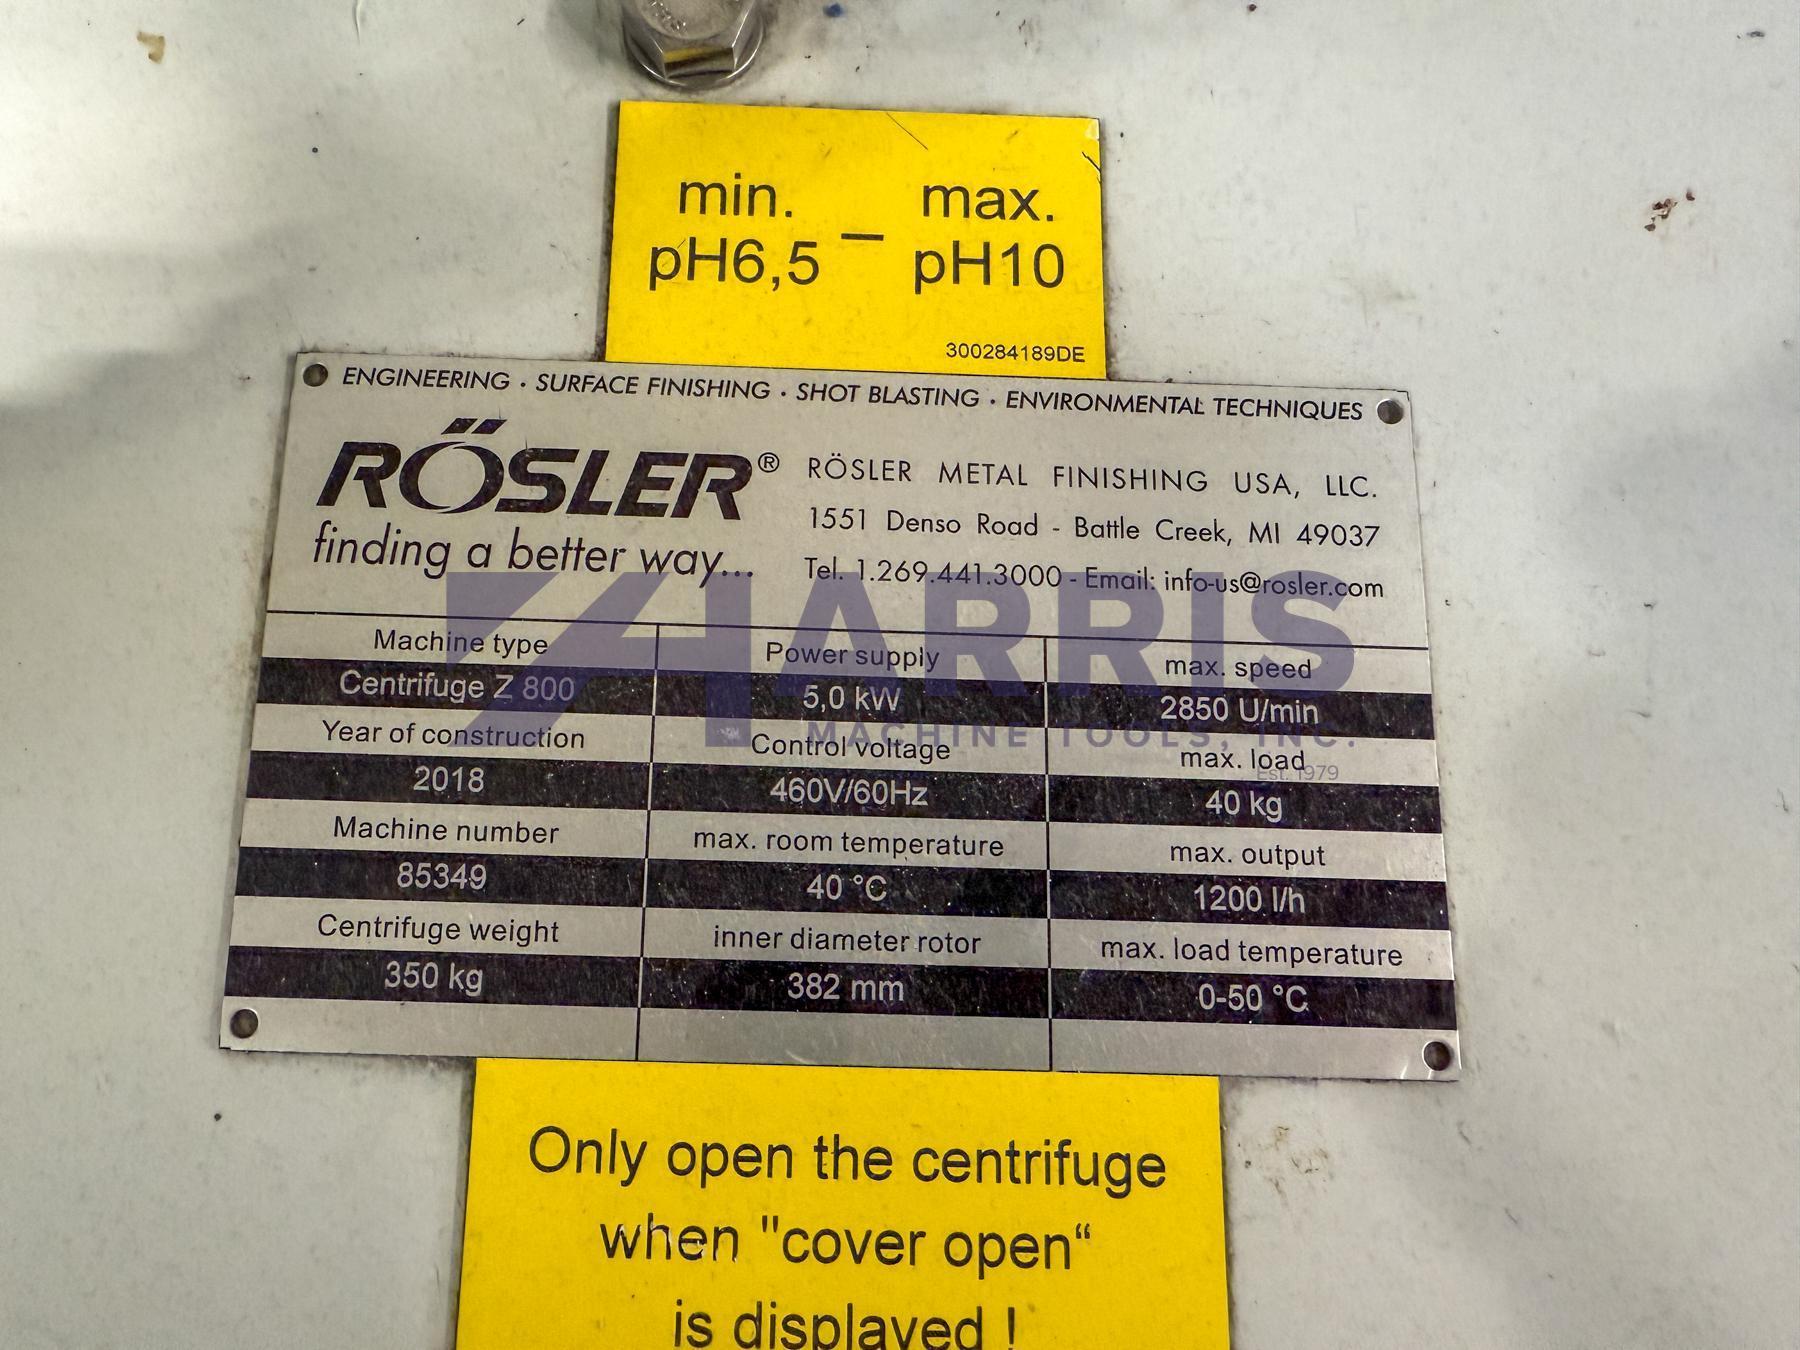 min. max.
pH6,5 – pH10
300284189DE
ENGINEERING · SURFACE FINISHING · SHOT BLASTING · ENVIRONMENTAL TECHNIQUES
RÖSLER®
finding a better way...
RÖSLER METAL FINISHING USA, LLC.
1551 Denso Road - Battle Creek, MI 49037
Tel. 1.269.441.3000 - Email: info-us@rosler.com
Machine type Power supply max. speed
Centrifuge Z 800 5,0 kW 2850 U/min
Year of construction Control voltage max. load
2018 460V/60Hz 40 kg
Machine number max. room temperature max. output
85349 40 °C 1200 l/h
Centrifuge weight inner diameter rotor max. load temperature
350 kg 382 mm 0-50 °C
HARRIS
MACHINE TOOLS, INC.
Est. 1979
Only open the centrifuge
when "cover open“
is displayed !